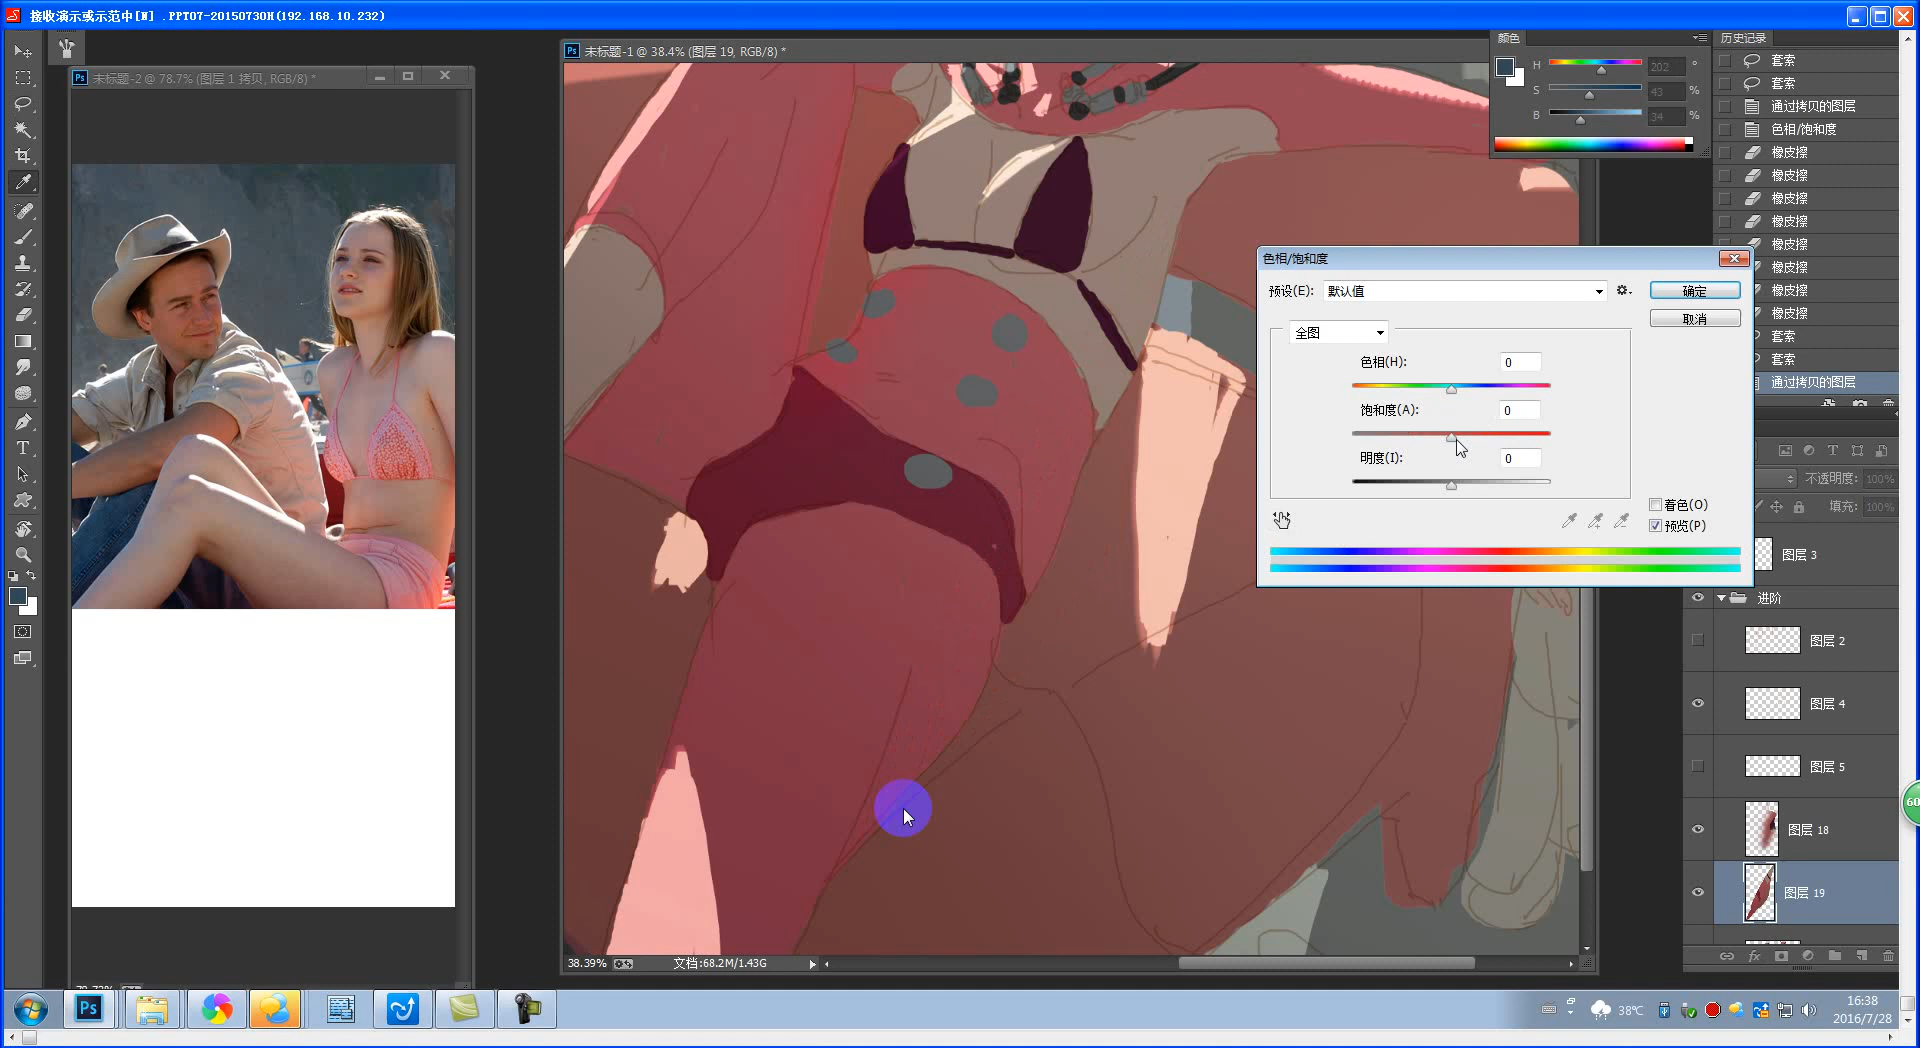 接收演示或示范中[N] .PPT07-20150730H(192.168.10.232)
未标题-2 @ 78.7% (图层 1 拷贝, RGB/8) *
未标题-1 @ 38.4% (图层 19, RGB/8) *
颜色
H 202 °
S 43 %
B 34 %
历史记录
套索
套索
通过拷贝的图层
色相/饱和度
橡皮擦
橡皮擦
橡皮擦
橡皮擦
橡皮擦
橡皮擦
橡皮擦
橡皮擦
套索
套索
通过拷贝的图层
色相/饱和度
预设(E): 默认值
确定
取消
全图
色相(H): 0
饱和度(A): 0
明度(I): 0
着色(O)
预览(P)
不透明度: 100%
填充: 100%
图层 3
进阶
图层 2
图层 4
图层 5
图层 18
图层 19
60
38.39%
文档:68.2M/1.43G
Ps
38℃
16:38
2016/7/28